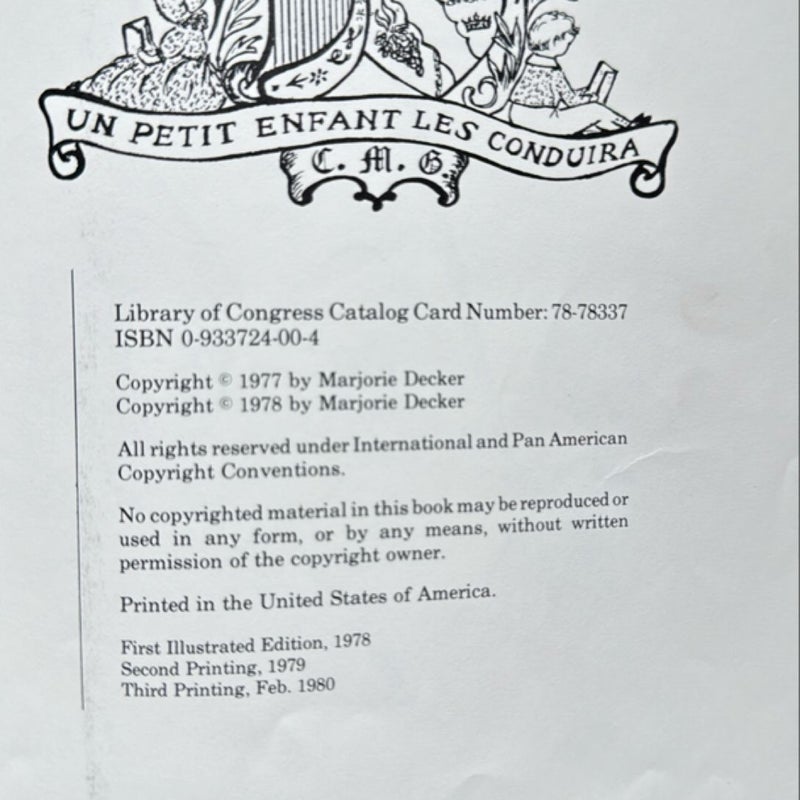 UN PETIT ENFANT LES CONDUIRA
C. M. G.
Library of Congress Catalog Card Number: 78-78337
ISBN 0-933724-00-4
Copyright © 1977 by Marjorie Decker
Copyright © 1978 by Marjorie Decker
All rights reserved under International and Pan American
Copyright Conventions.
No copyrighted material in this book may be reproduced or
used in any form, or by any means, without written
permission of the copyright owner.
Printed in the United States of America.
First Illustrated Edition, 1978
Second Printing, 1979
Third Printing, Feb. 1980